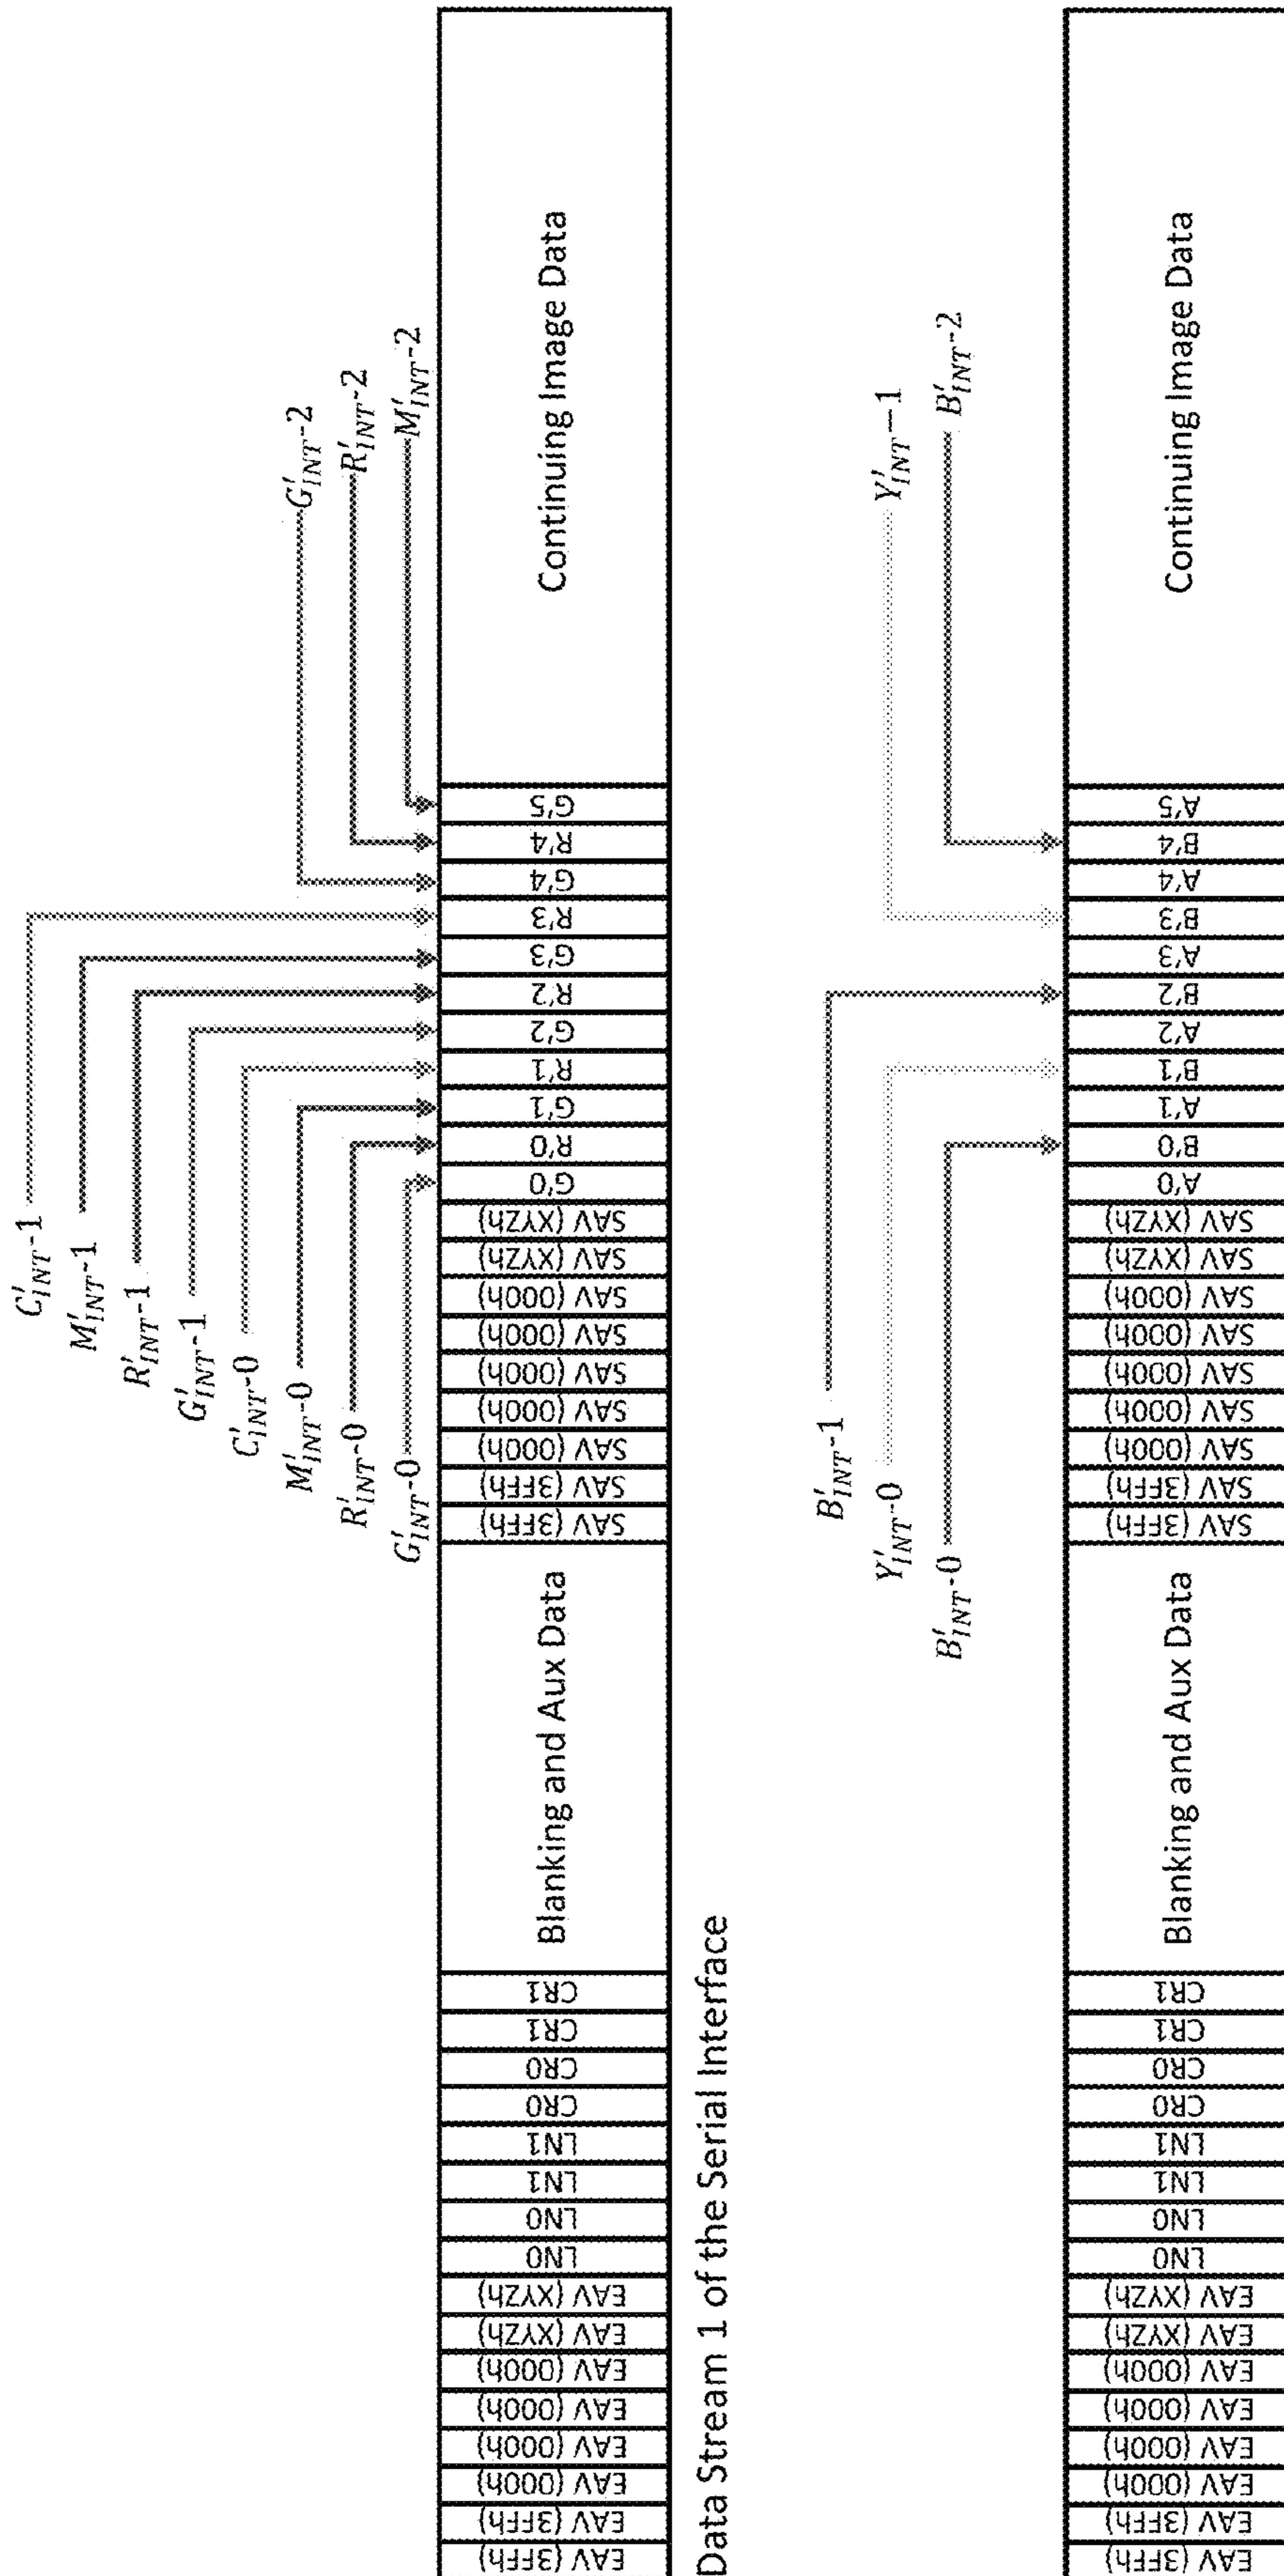 C'INT-1
M'INT-1
R'INT-1
G'INT-1
C'INT-0
M'INT-0
G'INT-2
R'INT-0
R'INT-2
G'INT-0
M'INT-2
EAV (3FFh)
EAV (3FFh)
EAV (000h)
EAV (000h)
EAV (000h)
EAV (000h)
EAV (XYZh)
EAV (XYZh)
LN0
LN0
LN1
LN1
CR0
CR0
CR1
CR1
Blanking and Aux Data
SAV (3FFh)
SAV (3FFh)
SAV (000h)
SAV (000h)
SAV (000h)
SAV (000h)
SAV (000h)
SAV (XYZh)
SAV (XYZh)
G'0
R'0
G'1
R'1
G'2
R'2
G'3
R'3
G'4
R'4
G'5
Continuing Image Data
Data Stream 1 of the Serial Interface
B'INT-1
Y'INT-0
Y'INT-1
B'INT-0
B'INT-2
EAV (3FFh)
EAV (3FFh)
EAV (000h)
EAV (000h)
EAV (000h)
EAV (000h)
EAV (XYZh)
EAV (XYZh)
LN0
LN0
LN1
LN1
CR0
CR0
CR1
CR1
Blanking and Aux Data
SAV (3FFh)
SAV (3FFh)
SAV (000h)
SAV (000h)
SAV (000h)
SAV (000h)
SAV (000h)
SAV (XYZh)
SAV (XYZh)
A'0
B'0
A'1
B'1
A'2
B'2
A'3
B'3
A'4
B'4
A'5
Continuing Image Data